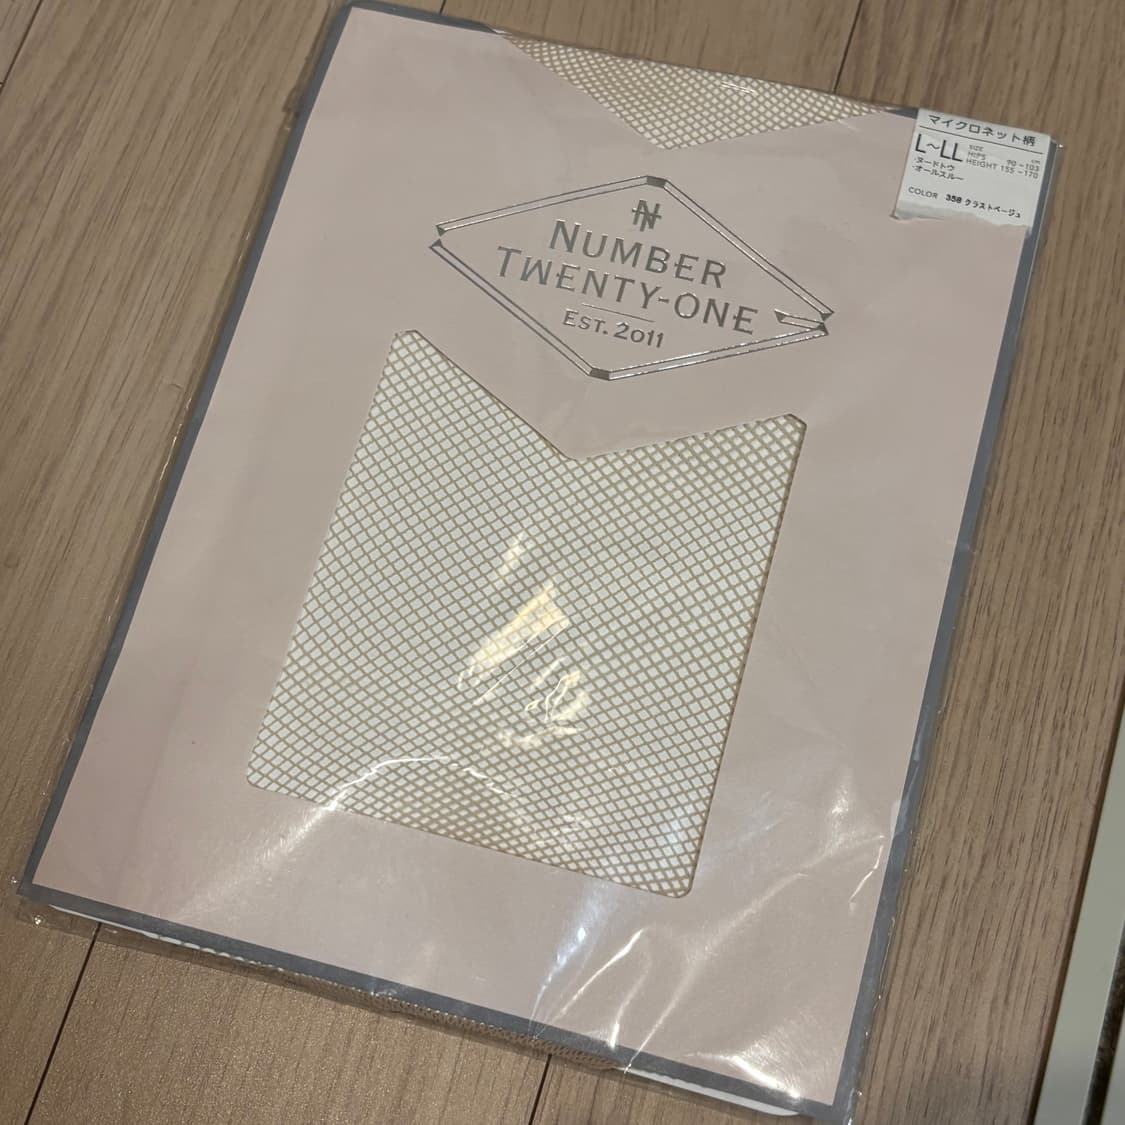 マイクロネット柄
L～LL
SIZE cm
HIPS 90-103
HEIGHT 155-170
・ヌードトウ
・オールスルー
COLOR 358 クラストベージュ
N
NUMBER
TWENTY-ONE
EST. 2011